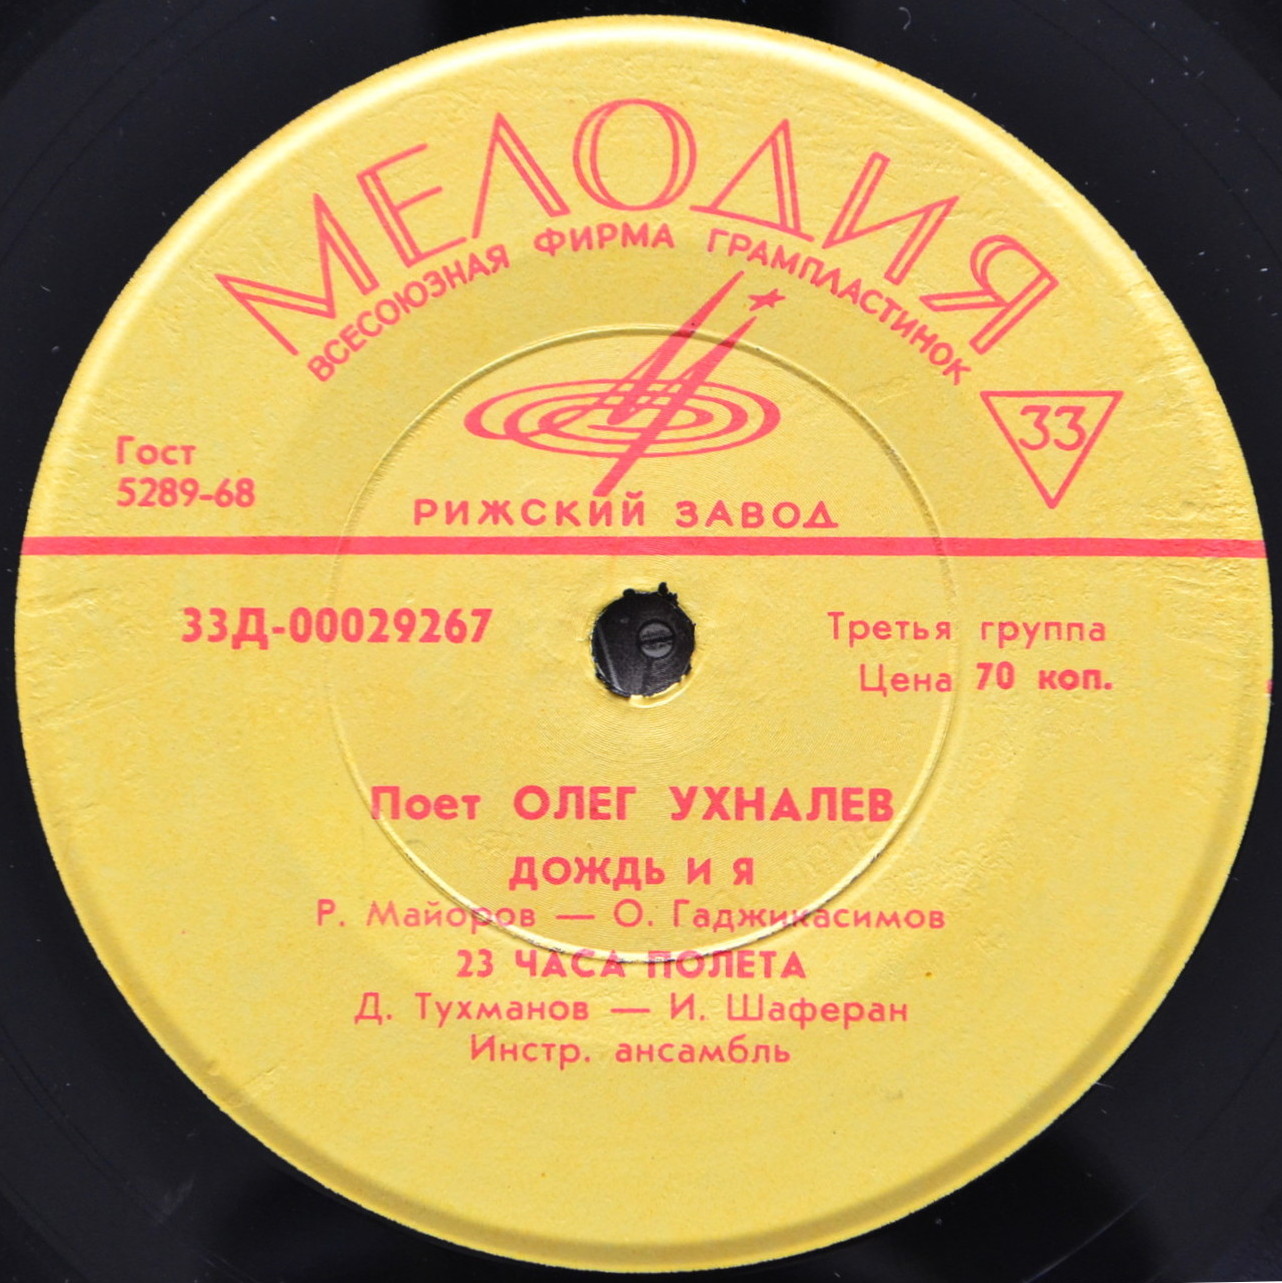 МЕЛОДИЯ
ВСЕСОЮЗНАЯ ФИРМА ГРАМПЛАСТИНОК
33
Гост
5289-68
РИЖСКИЙ ЗАВОД
33Д-00029267
Третья группа
Цена 70 коп.
Поет ОЛЕГ УХНАЛЕВ
ДОЖДЬ И Я
Р. Майоров — О. Гаджикасимов
23 ЧАСА ПОЛЕТА
Д. Тухманов — И. Шаферан
Инстр. ансамбль